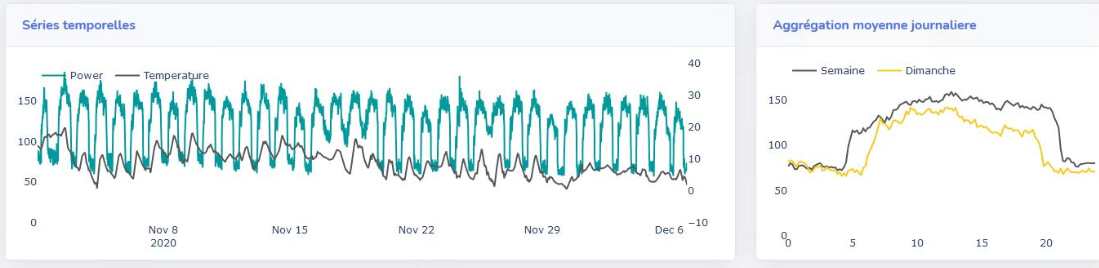 Séries temporelles
Power Temperature
150
100
50
0
40
30
20
10
0
−10
Nov 8
2020
Nov 15
Nov 22
Nov 29
Dec 6
Aggrégation moyenne journaliere
Semaine Dimanche
150
100
50
0
0
5
10
15
20